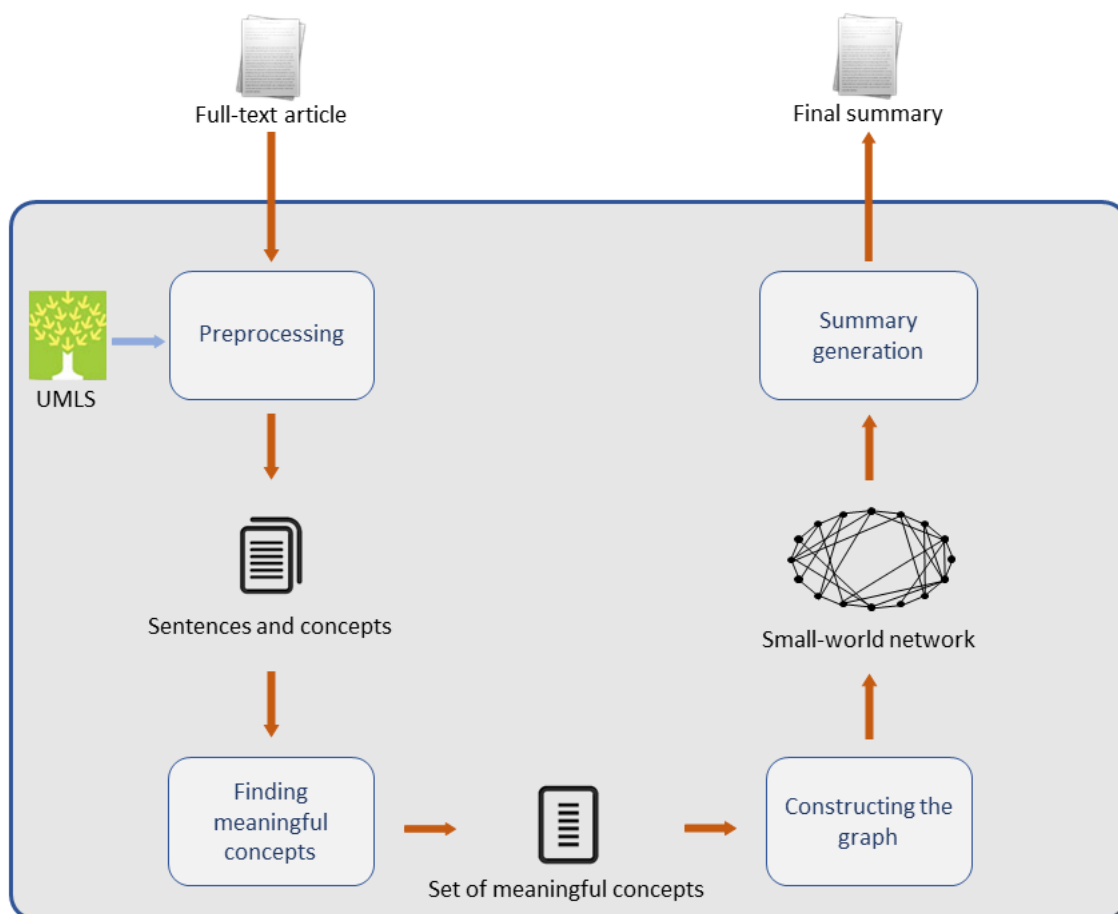 Full-text article
Final summary
UMLS
Preprocessing
Summary
generation
Sentences and concepts
Small-world network
Finding
meaningful
concepts
Set of meaningful concepts
Constructing the
graph